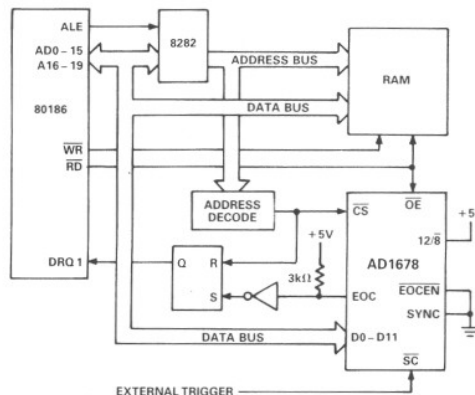 ALE
8282
AD0–15
A16–19
ADDRESS BUS
RAM
80186
DATA BUS
WR
RD
ADDRESS DECODE
CS
OE
+5
12/8
+5V
3kΩ
AD1678
DRQ 1
Q
R
S
EOC
EOCEN
SYNC
DATA BUS
D0–D11
SC
EXTERNAL TRIGGER